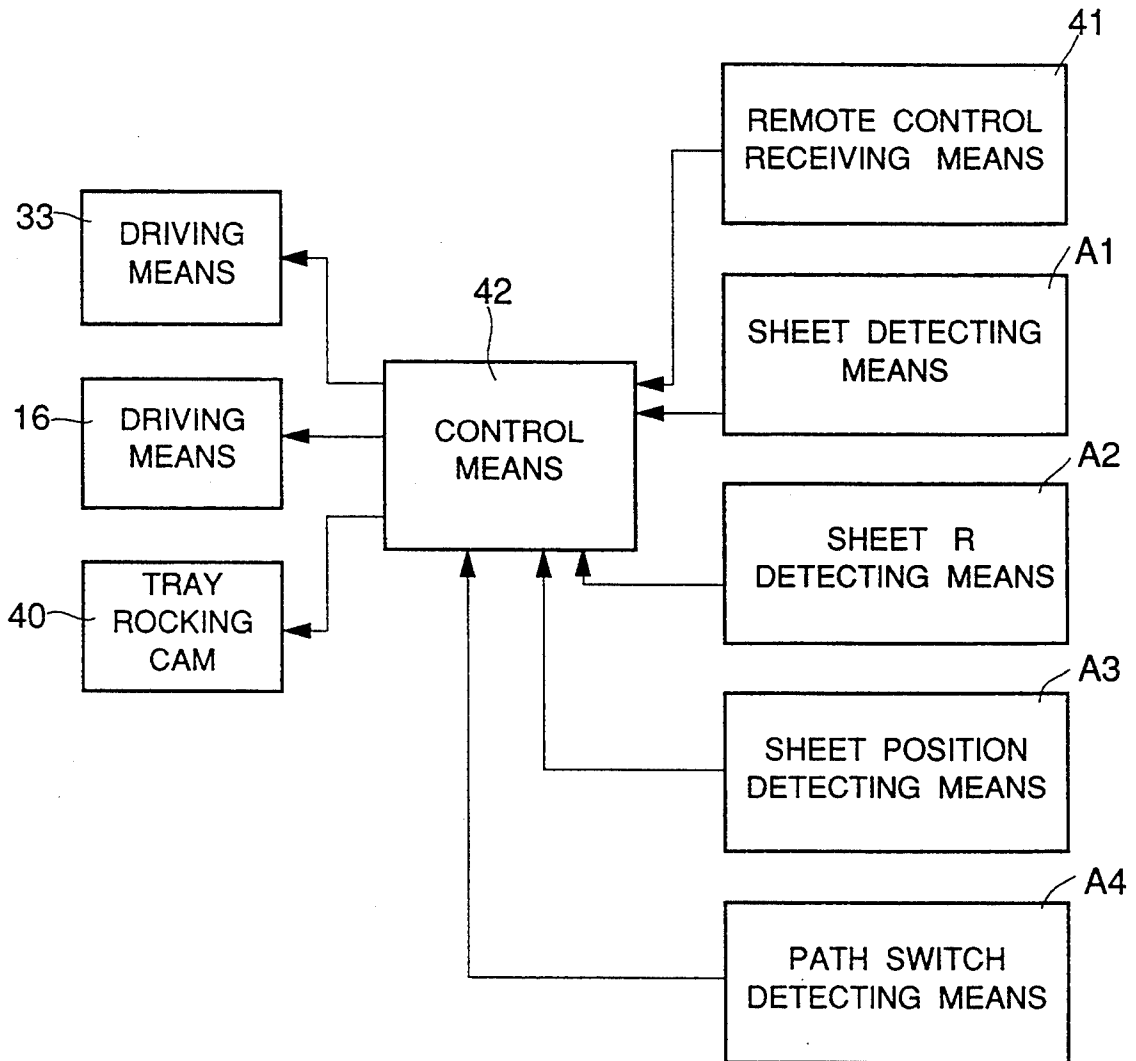 41
REMOTE CONTROL
RECEIVING MEANS
33
DRIVING
MEANS
A1
SHEET DETECTING
MEANS
42
CONTROL
MEANS
16
DRIVING
MEANS
A2
SHEET R
DETECTING MEANS
40
TRAY
ROCKING
CAM
A3
SHEET POSITION
DETECTING MEANS
A4
PATH SWITCH
DETECTING MEANS